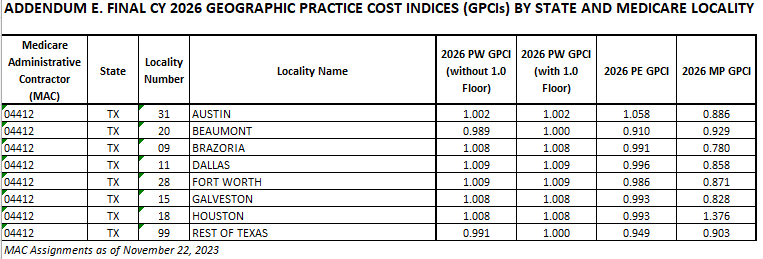 ADDENDUM E. FINAL CY 2026 GEOGRAPHIC PRACTICE COST INDICES (GPCIs) BY STATE AND MEDICARE LOCALITY
Medicare Administrative Contractor (MAC) State Locality Number Locality Name 2026 PW GPCI (without 1.0 Floor) 2026 PW GPCI (with 1.0 Floor) 2026 PE GPCI 2026 MP GPCI
04412 TX 31 AUSTIN 1.002 1.002 1.058 0.886
04412 TX 20 BEAUMONT 0.989 1.000 0.910 0.929
04412 TX 09 BRAZORIA 1.008 1.008 0.991 0.780
04412 TX 11 DALLAS 1.009 1.009 0.996 0.858
04412 TX 28 FORT WORTH 1.009 1.009 0.986 0.871
04412 TX 15 GALVESTON 1.008 1.008 0.993 0.828
04412 TX 18 HOUSTON 1.008 1.008 0.993 1.376
04412 TX 99 REST OF TEXAS 0.991 1.000 0.949 0.903
MAC Assignments as of November 22, 2023